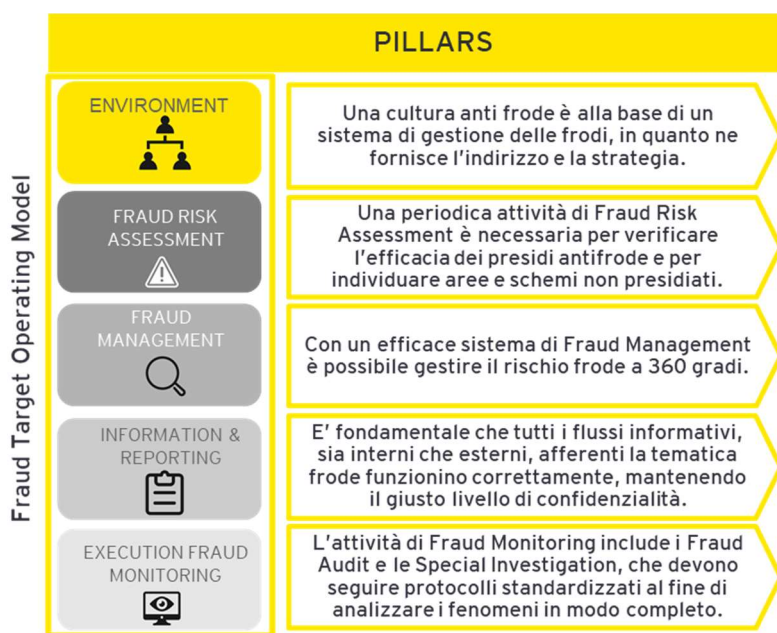 PILLARS
Fraud Target Operating Model
ENVIRONMENT
Una cultura anti frode è alla base di un
sistema di gestione delle frodi, in quanto ne
fornisce l'indirizzo e la strategia.
FRAUD RISK
ASSESSMENT
Una periodica attività di Fraud Risk
Assessment è necessaria per verificare
l'efficacia dei presidi antifrode e per
individuare aree e schemi non presidiati.
FRAUD
MANAGEMENT
Con un efficace sistema di Fraud Management
è possibile gestire il rischio frode a 360 gradi.
INFORMATION &
REPORTING
E' fondamentale che tutti i flussi informativi,
sia interni che esterni, afferenti la tematica
frode funzionino correttamente, mantenendo
il giusto livello di confidenzialità.
EXECUTION FRAUD
MONITORING
L'attività di Fraud Monitoring include i Fraud
Audit e le Special Investigation, che devono
seguire protocolli standardizzati al fine di
analizzare i fenomeni in modo completo.